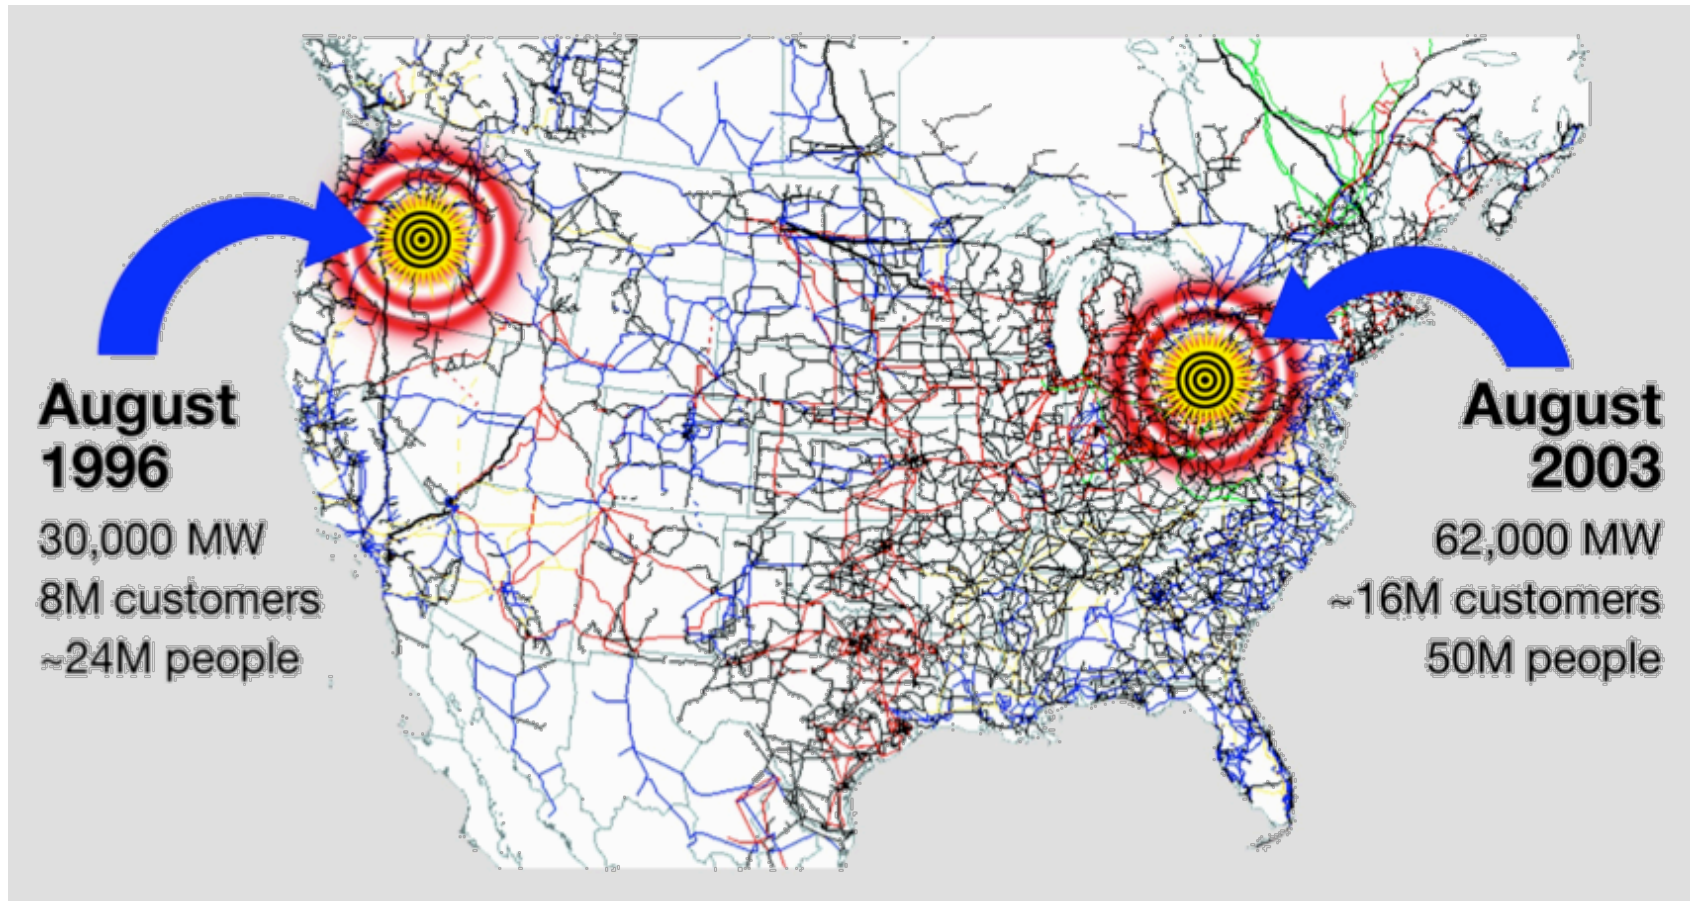 August
1996
30,000 MW
8M customers
~24M people
August
2003
62,000 MW
~16M customers
50M people